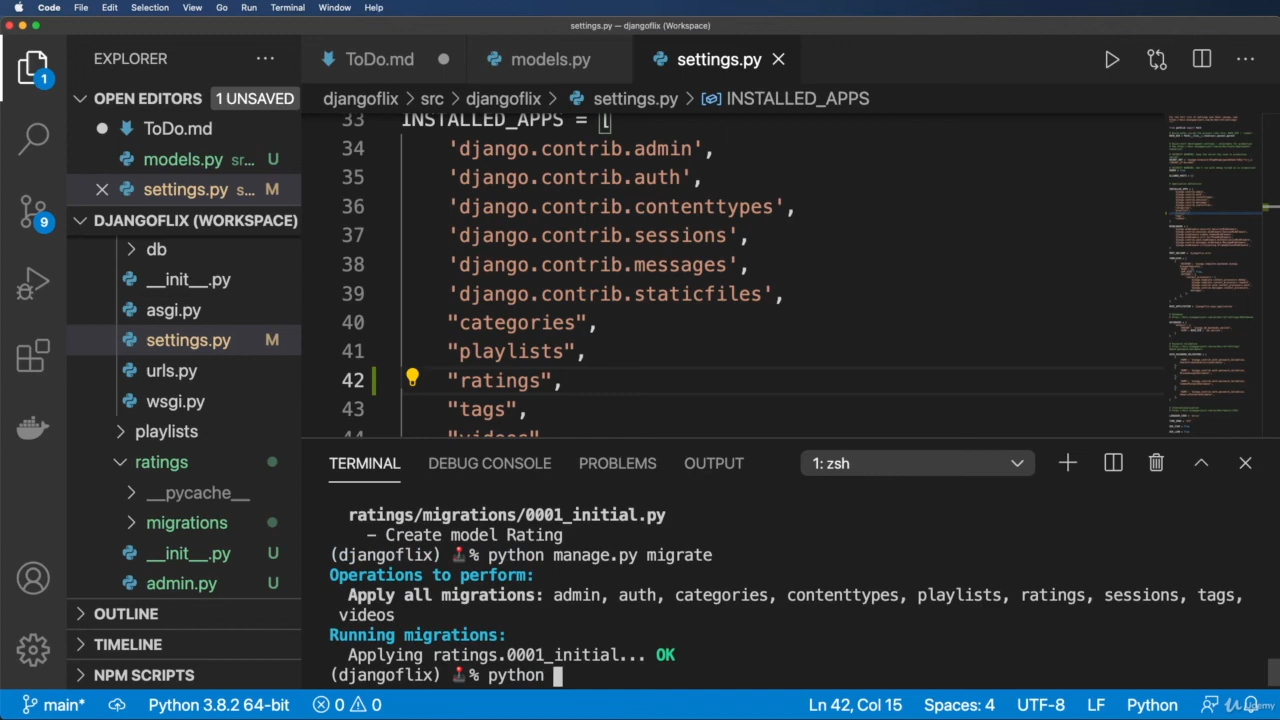 Code File Edit Selection View Go Run Terminal Window Help
settings.py — djangoflix (Workspace)
EXPLORER
ToDo.md
models.py
settings.py
OPEN EDITORS 1 UNSAVED
djangoflix > src > djangoflix > settings.py > INSTALLED_APPS
1
ToDo.md
models.py sr... U
settings.py s... M
9
DJANGOFLIX (WORKSPACE)
db
__init__.py
asgi.py
settings.py M
urls.py
wsgi.py
playlists
ratings
__pycache__
migrations
__init__.py U
admin.py U
OUTLINE
TIMELINE
NPM SCRIPTS
33 INSTALLED_APPS = [
34 'django.contrib.admin',
35 'django.contrib.auth',
36 'django.contrib.contenttypes',
37 'django.contrib.sessions',
38 'django.contrib.messages',
39 'django.contrib.staticfiles',
40 "categories",
41 "playlists",
42 "ratings",
43 "tags",
44 "videos"
TERMINAL DEBUG CONSOLE PROBLEMS OUTPUT 1: zsh
ratings/migrations/0001_initial.py
– Create model Rating
(djangoflix) 🕹% python manage.py migrate
Operations to perform:
Apply all migrations: admin, auth, categories, contenttypes, playlists, ratings, sessions, tags,
videos
Running migrations:
Applying ratings.0001_initial... OK
(djangoflix) 🕹% python
main* Python 3.8.2 64-bit 0 0 Ln 42, Col 15 Spaces: 4 UTF-8 LF Python
Udemy